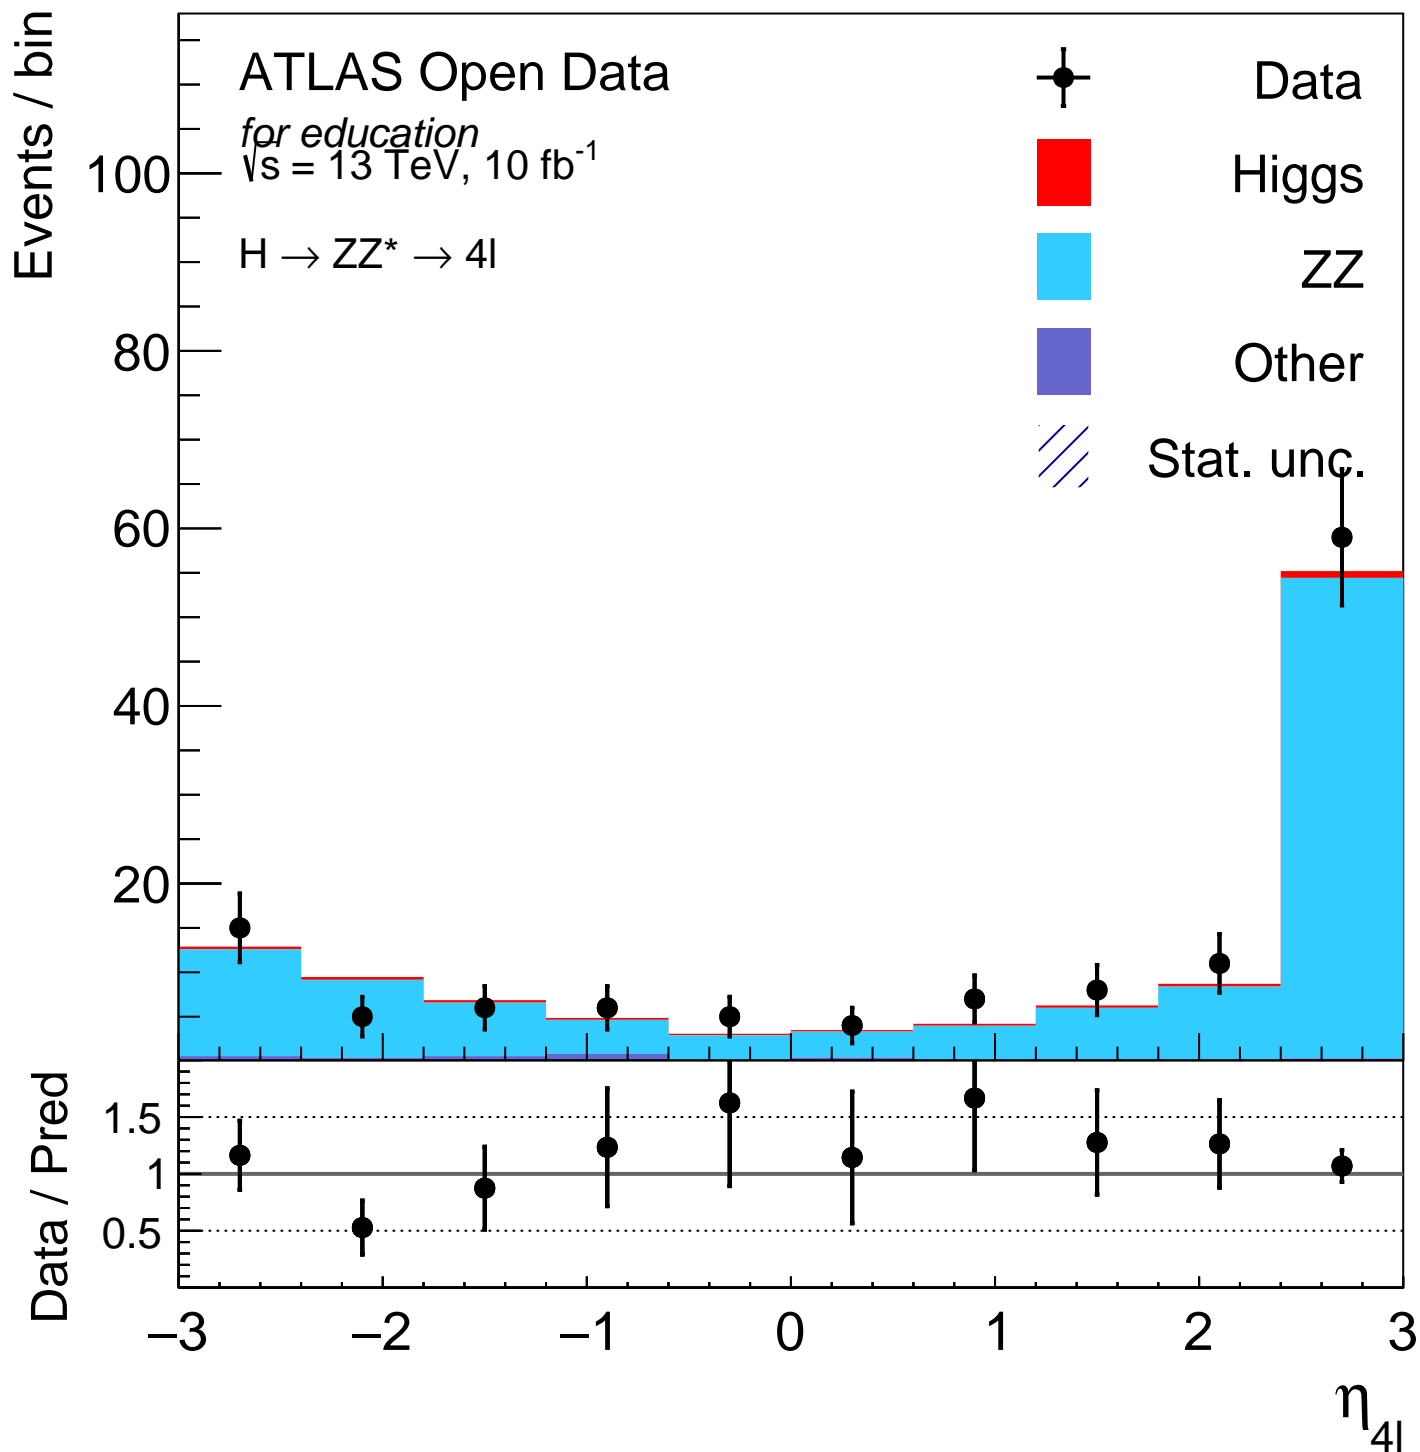 Events / bin
ATLAS Open Data
for education
√s = 13 TeV, 10 fb⁻¹
H → ZZ* → 4l
Data
Higgs
ZZ
Other
Stat. unc.
100
80
60
40
20
Data / Pred
1.5
1
0.5
−3 −2 −1 0 1 2 3
η4l